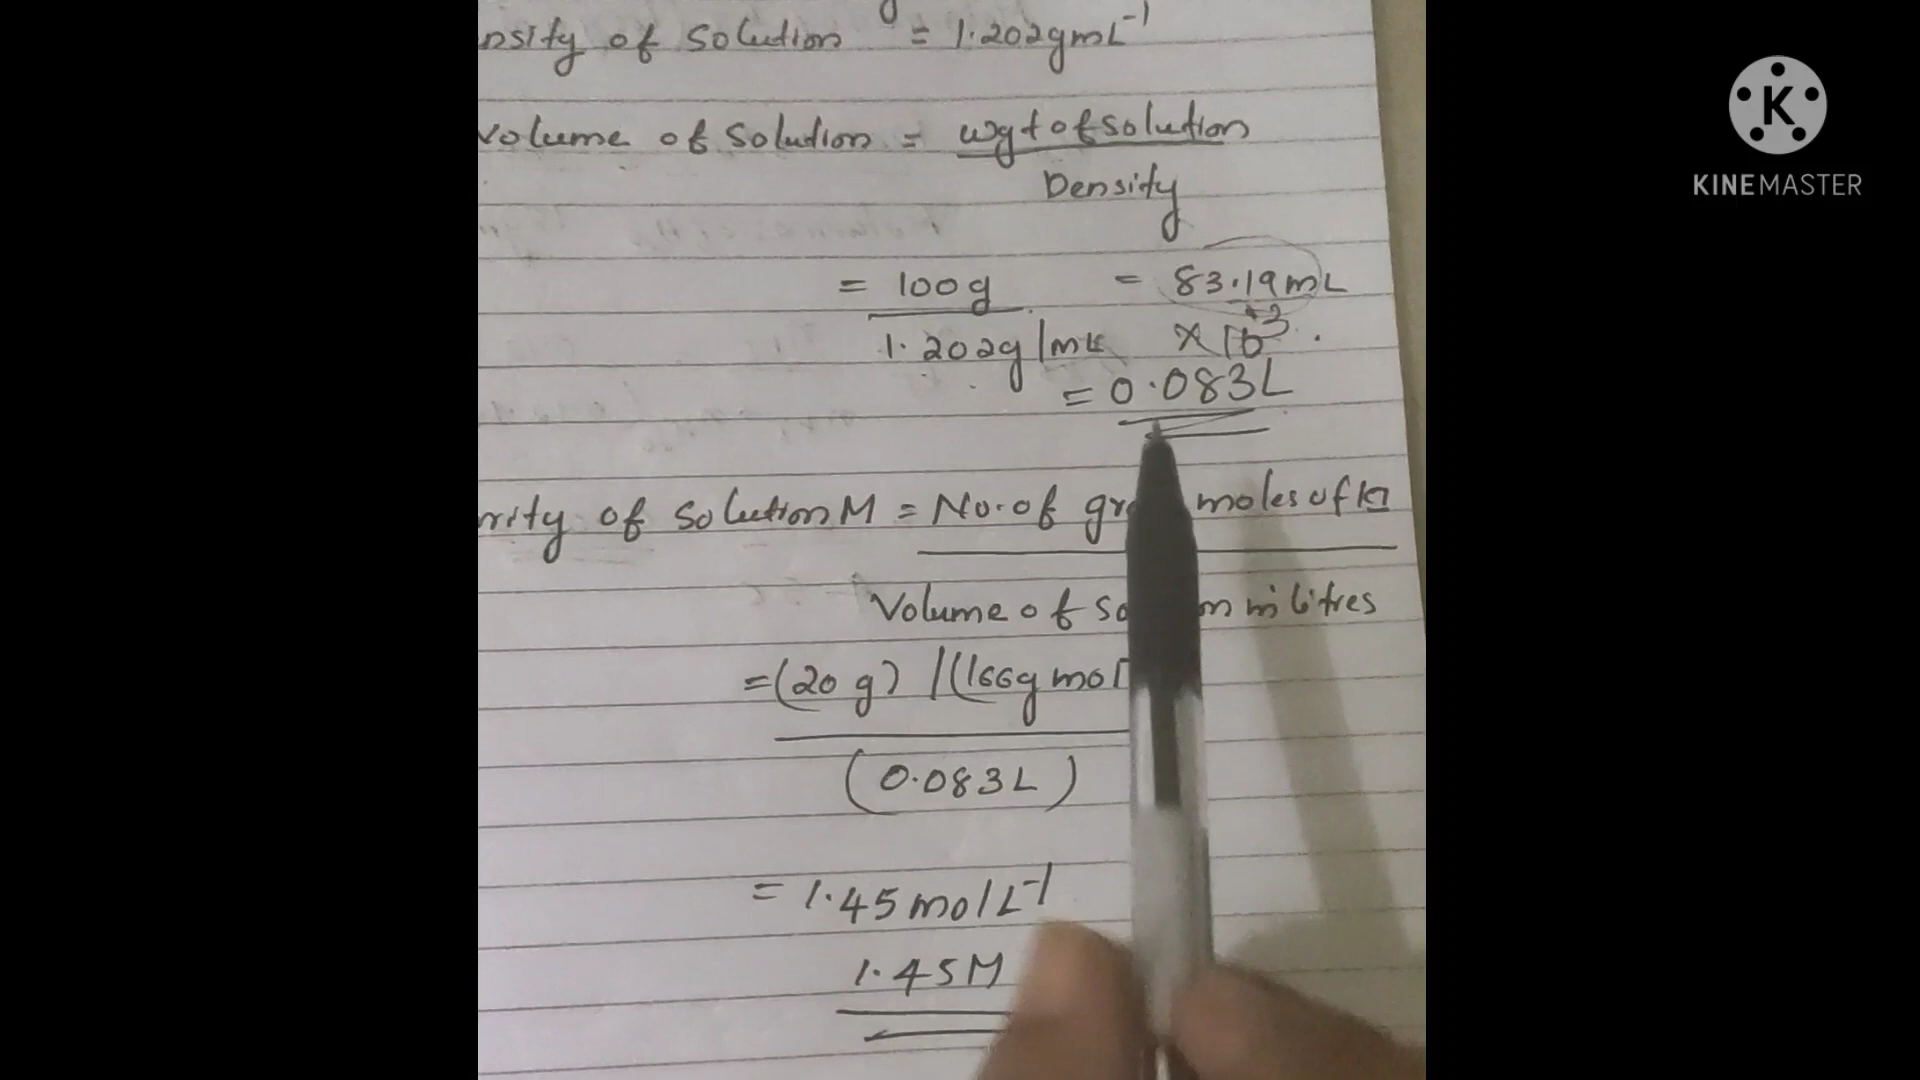 nsity of Solution = 1.202gmL⁻¹
volume of Solution = wgt of solution
Density
= 100g = 83.19mL
1.202g/mL × 10⁻³
= 0.083L
rity of Solution M = No. of moles of KI
Volume of in litres
= (20 g) / (166g mol
(0.083L)
= 1.45 mol L⁻¹
1.45M
KINEMASTER